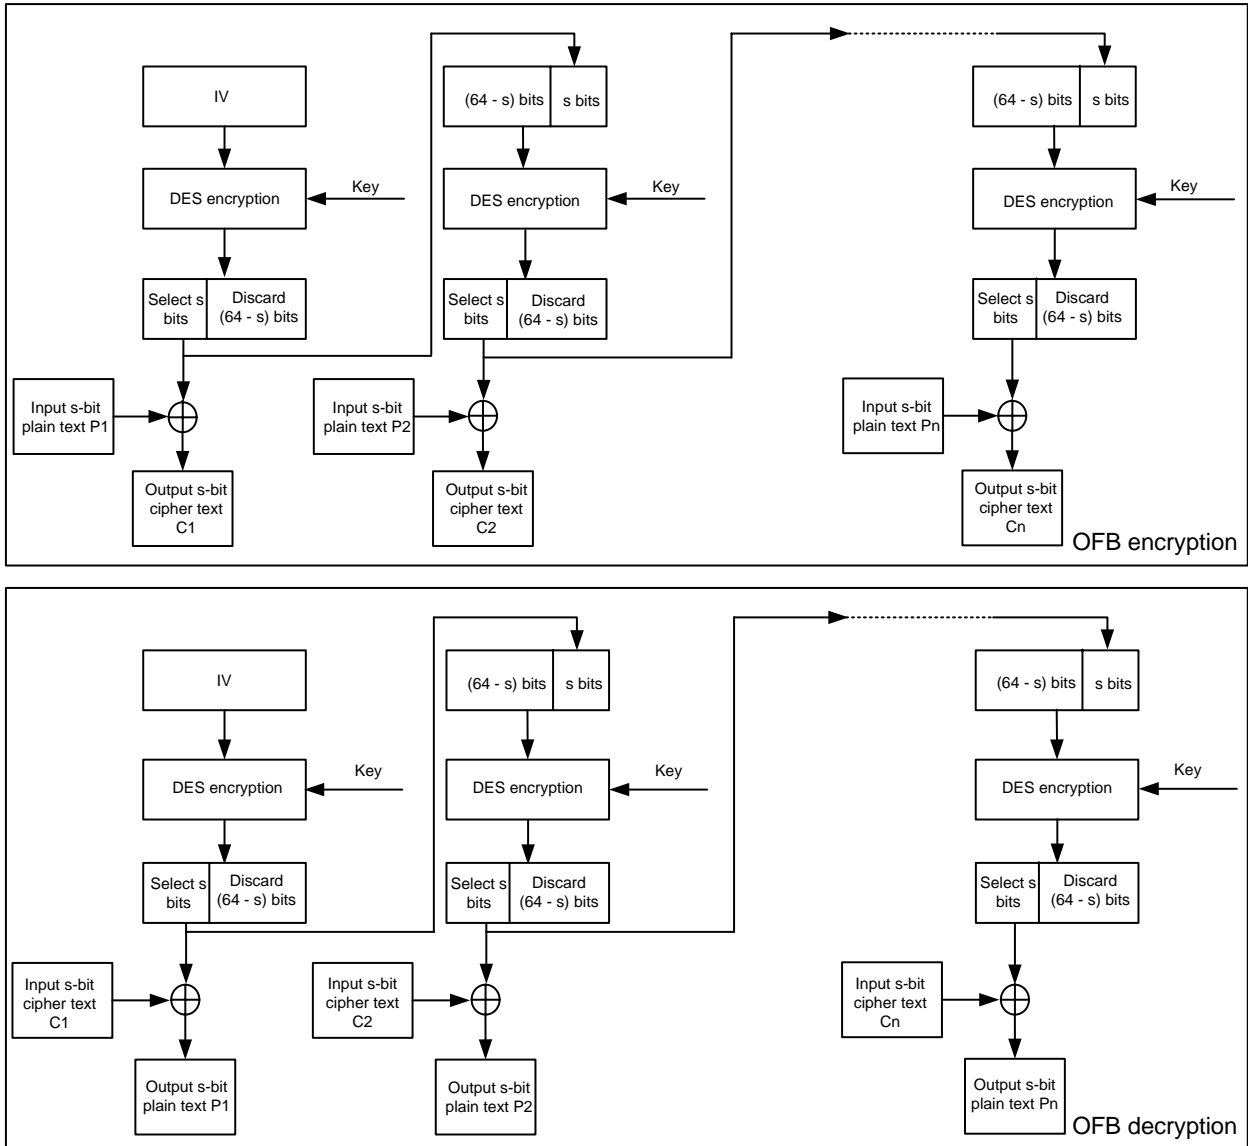 (64 - s) bits
s bits
(64 - s) bits
s bits
IV
DES encryption
Key
DES encryption
Key
DES encryption
Key
Select s
bits
Discard
(64 - s) bits
Select s
bits
Discard
(64 - s) bits
Select s
bits
Discard
(64 - s) bits
Input s-bit
plain text P1
Input s-bit
plain text P2
Input s-bit
plain text Pn
Output s-bit
cipher text
C1
Output s-bit
cipher text
C2
Output s-bit
cipher text
Cn
OFB encryption
IV
(64 - s) bits
s bits
(64 - s) bits
s bits
DES encryption
Key
DES encryption
Key
DES encryption
Key
Select s
bits
Discard
(64 - s) bits
Select s
bits
Discard
(64 - s) bits
Select s
bits
Discard
(64 - s) bits
Input s-bit
cipher text
C1
Input s-bit
cipher text
C2
Input s-bit
cipher text
Cn
Output s-bit
plain text P1
Output s-bit
plain text P2
Output s-bit
plain text Pn
OFB decryption